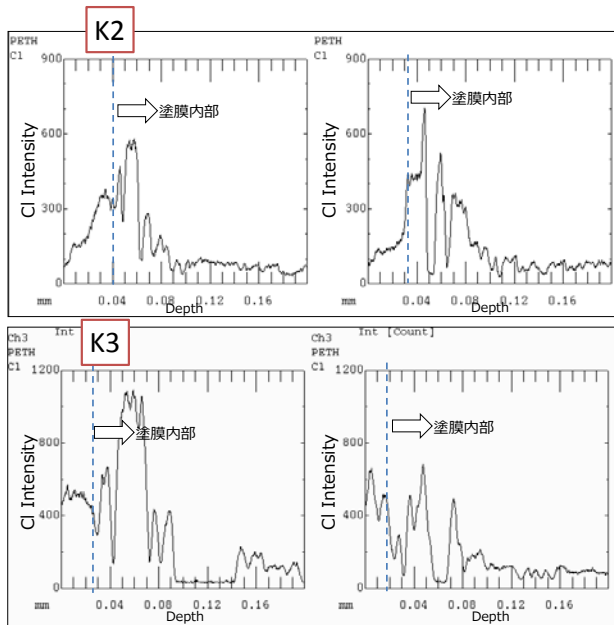 K2
PETH
Cl
900
600
300
0
Cl Intensity
塗膜内部
mm 0.04 0.08 0.12 0.16
Depth
PETH
Cl
900
600
300
0
Cl Intensity
塗膜内部
mm 0.04 0.08 0.12 0.16
Depth
K3
Ch3 Int
PETH
Cl
1200
800
400
0
Cl Intensity
塗膜内部
mm 0.04 0.08 0.12 0.16
Depth
Ch3 Int [Count]
PETH
Cl
1200
800
400
0
Cl Intensity
塗膜内部
mm 0.04 0.08 0.12 0.16
Depth